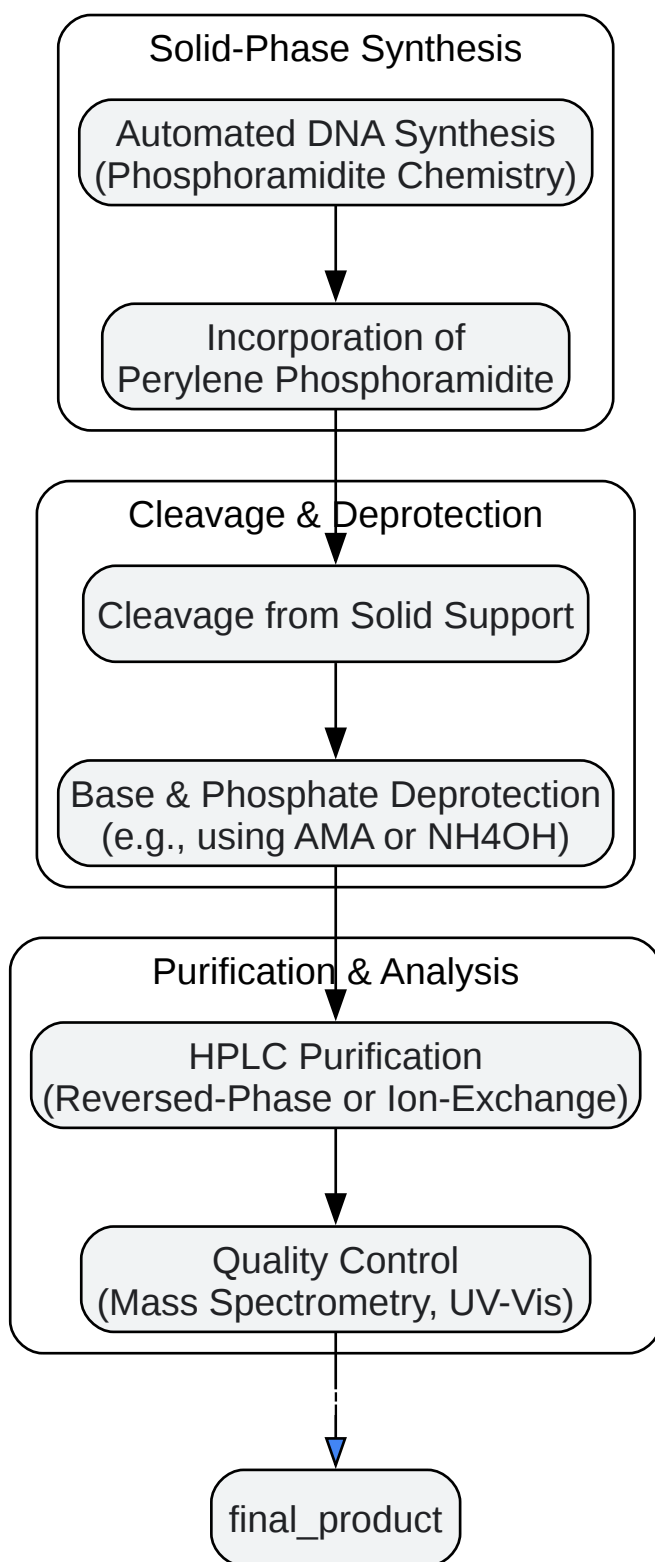 Solid-Phase Synthesis
Automated DNA Synthesis
(Phosphoramidite Chemistry)
Incorporation of
Perylene Phosphoramidite
Cleavage & Deprotection
Cleavage from Solid Support
Base & Phosphate Deprotection
(e.g., using AMA or NH4OH)
Purification & Analysis
HPLC Purification
(Reversed-Phase or Ion-Exchange)
Quality Control
(Mass Spectrometry, UV-Vis)
final_product